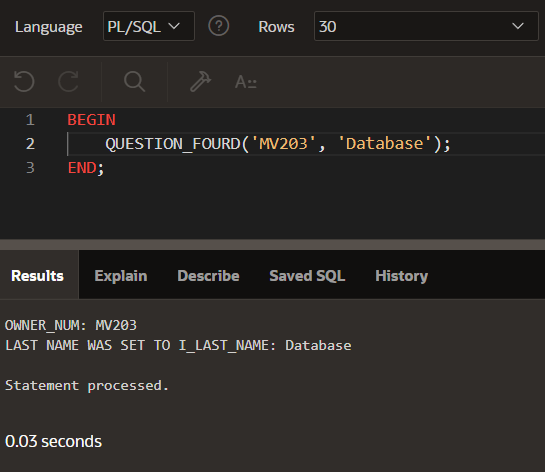 Language PL/SQL ? Rows 30
A::
1 BEGIN
2 QUESTION_FOURD('MV203', 'Database');
3 END;
Results Explain Describe Saved SQL History
OWNER_NUM: MV203
LAST NAME WAS SET TO I_LAST_NAME: Database
Statement processed.
0.03 seconds